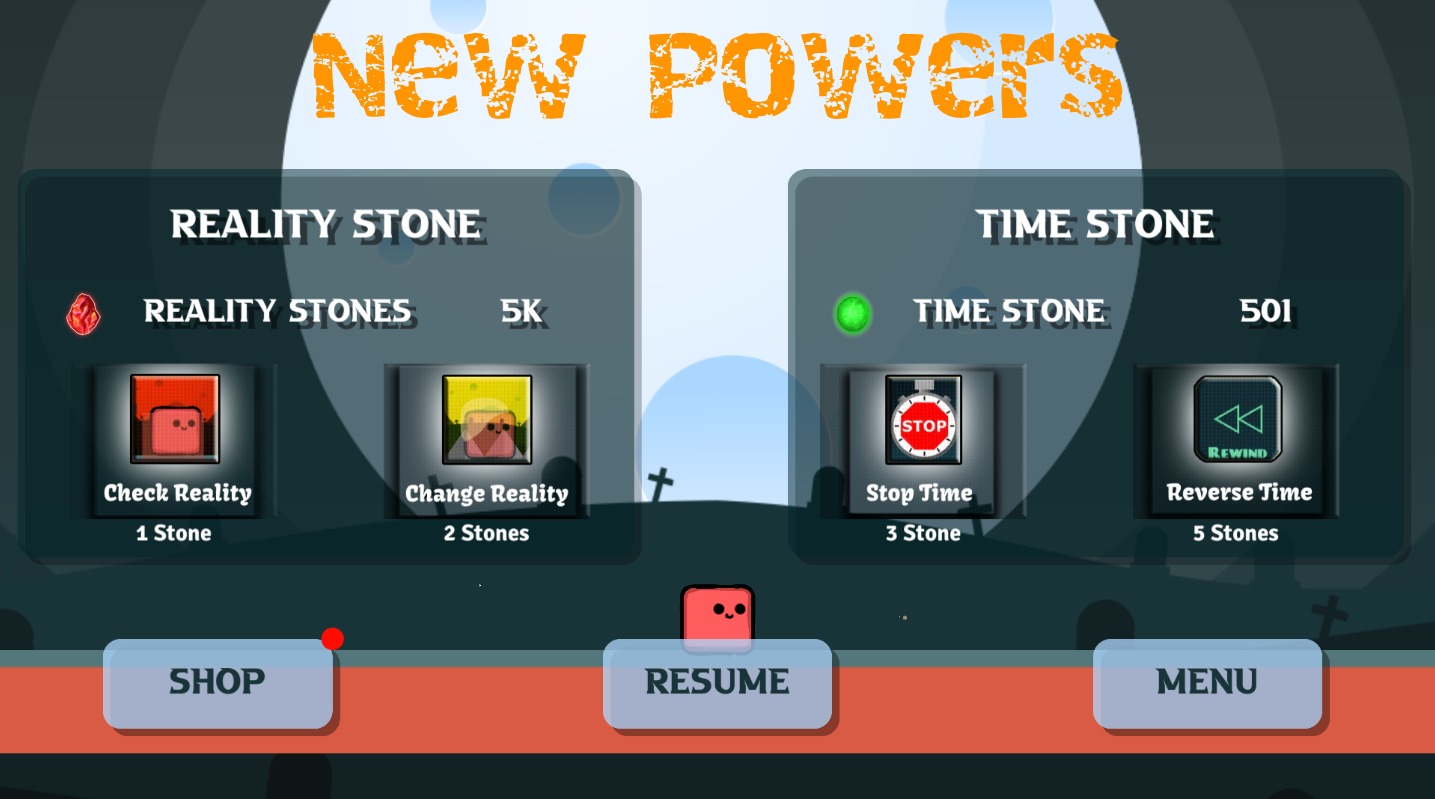 New Powers
REALITY STONE
REALITY STONES 5K
Check Reality
1 Stone
Change Reality
2 Stones
TIME STONE
TIME STONE 501
STOP
Stop Time
3 Stone
REWIND
Reverse Time
5 Stones
SHOP
RESUME
MENU